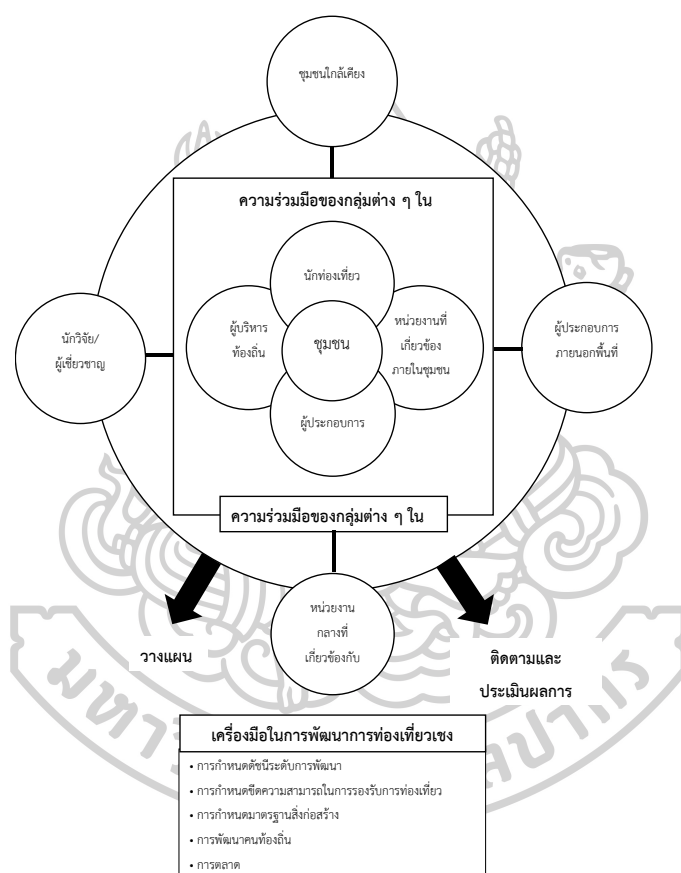 ชุมชนใกล้เคียง
ความร่วมมือของกลุ่มต่าง ๆ ใน
นักท่องเที่ยว
ผู้บริหาร
ท้องถิ่น
ชุมชน
หน่วยงานที่
เกี่ยวข้อง
ภายในชุมชน
ผู้ประกอบการ
นักวิจัย/
ผู้เชี่ยวชาญ
ผู้ประกอบการ
ภายนอกพื้นที่
ความร่วมมือของกลุ่มต่าง ๆ ใน
หน่วยงาน
กลางที่
เกี่ยวข้องกับ
วางแผน
ติดตามและ
ประเมินผลการ
เครื่องมือในการพัฒนาการท่องเที่ยวเชง
• การกำหนดดัชนีระดับการพัฒนา
• การกำหนดขีดความสามารถในการรองรับการท่องเที่ยว
• การกำหนดมาตรฐานสิ่งก่อสร้าง
• การพัฒนาคนท้องถิ่น
• การตลาด